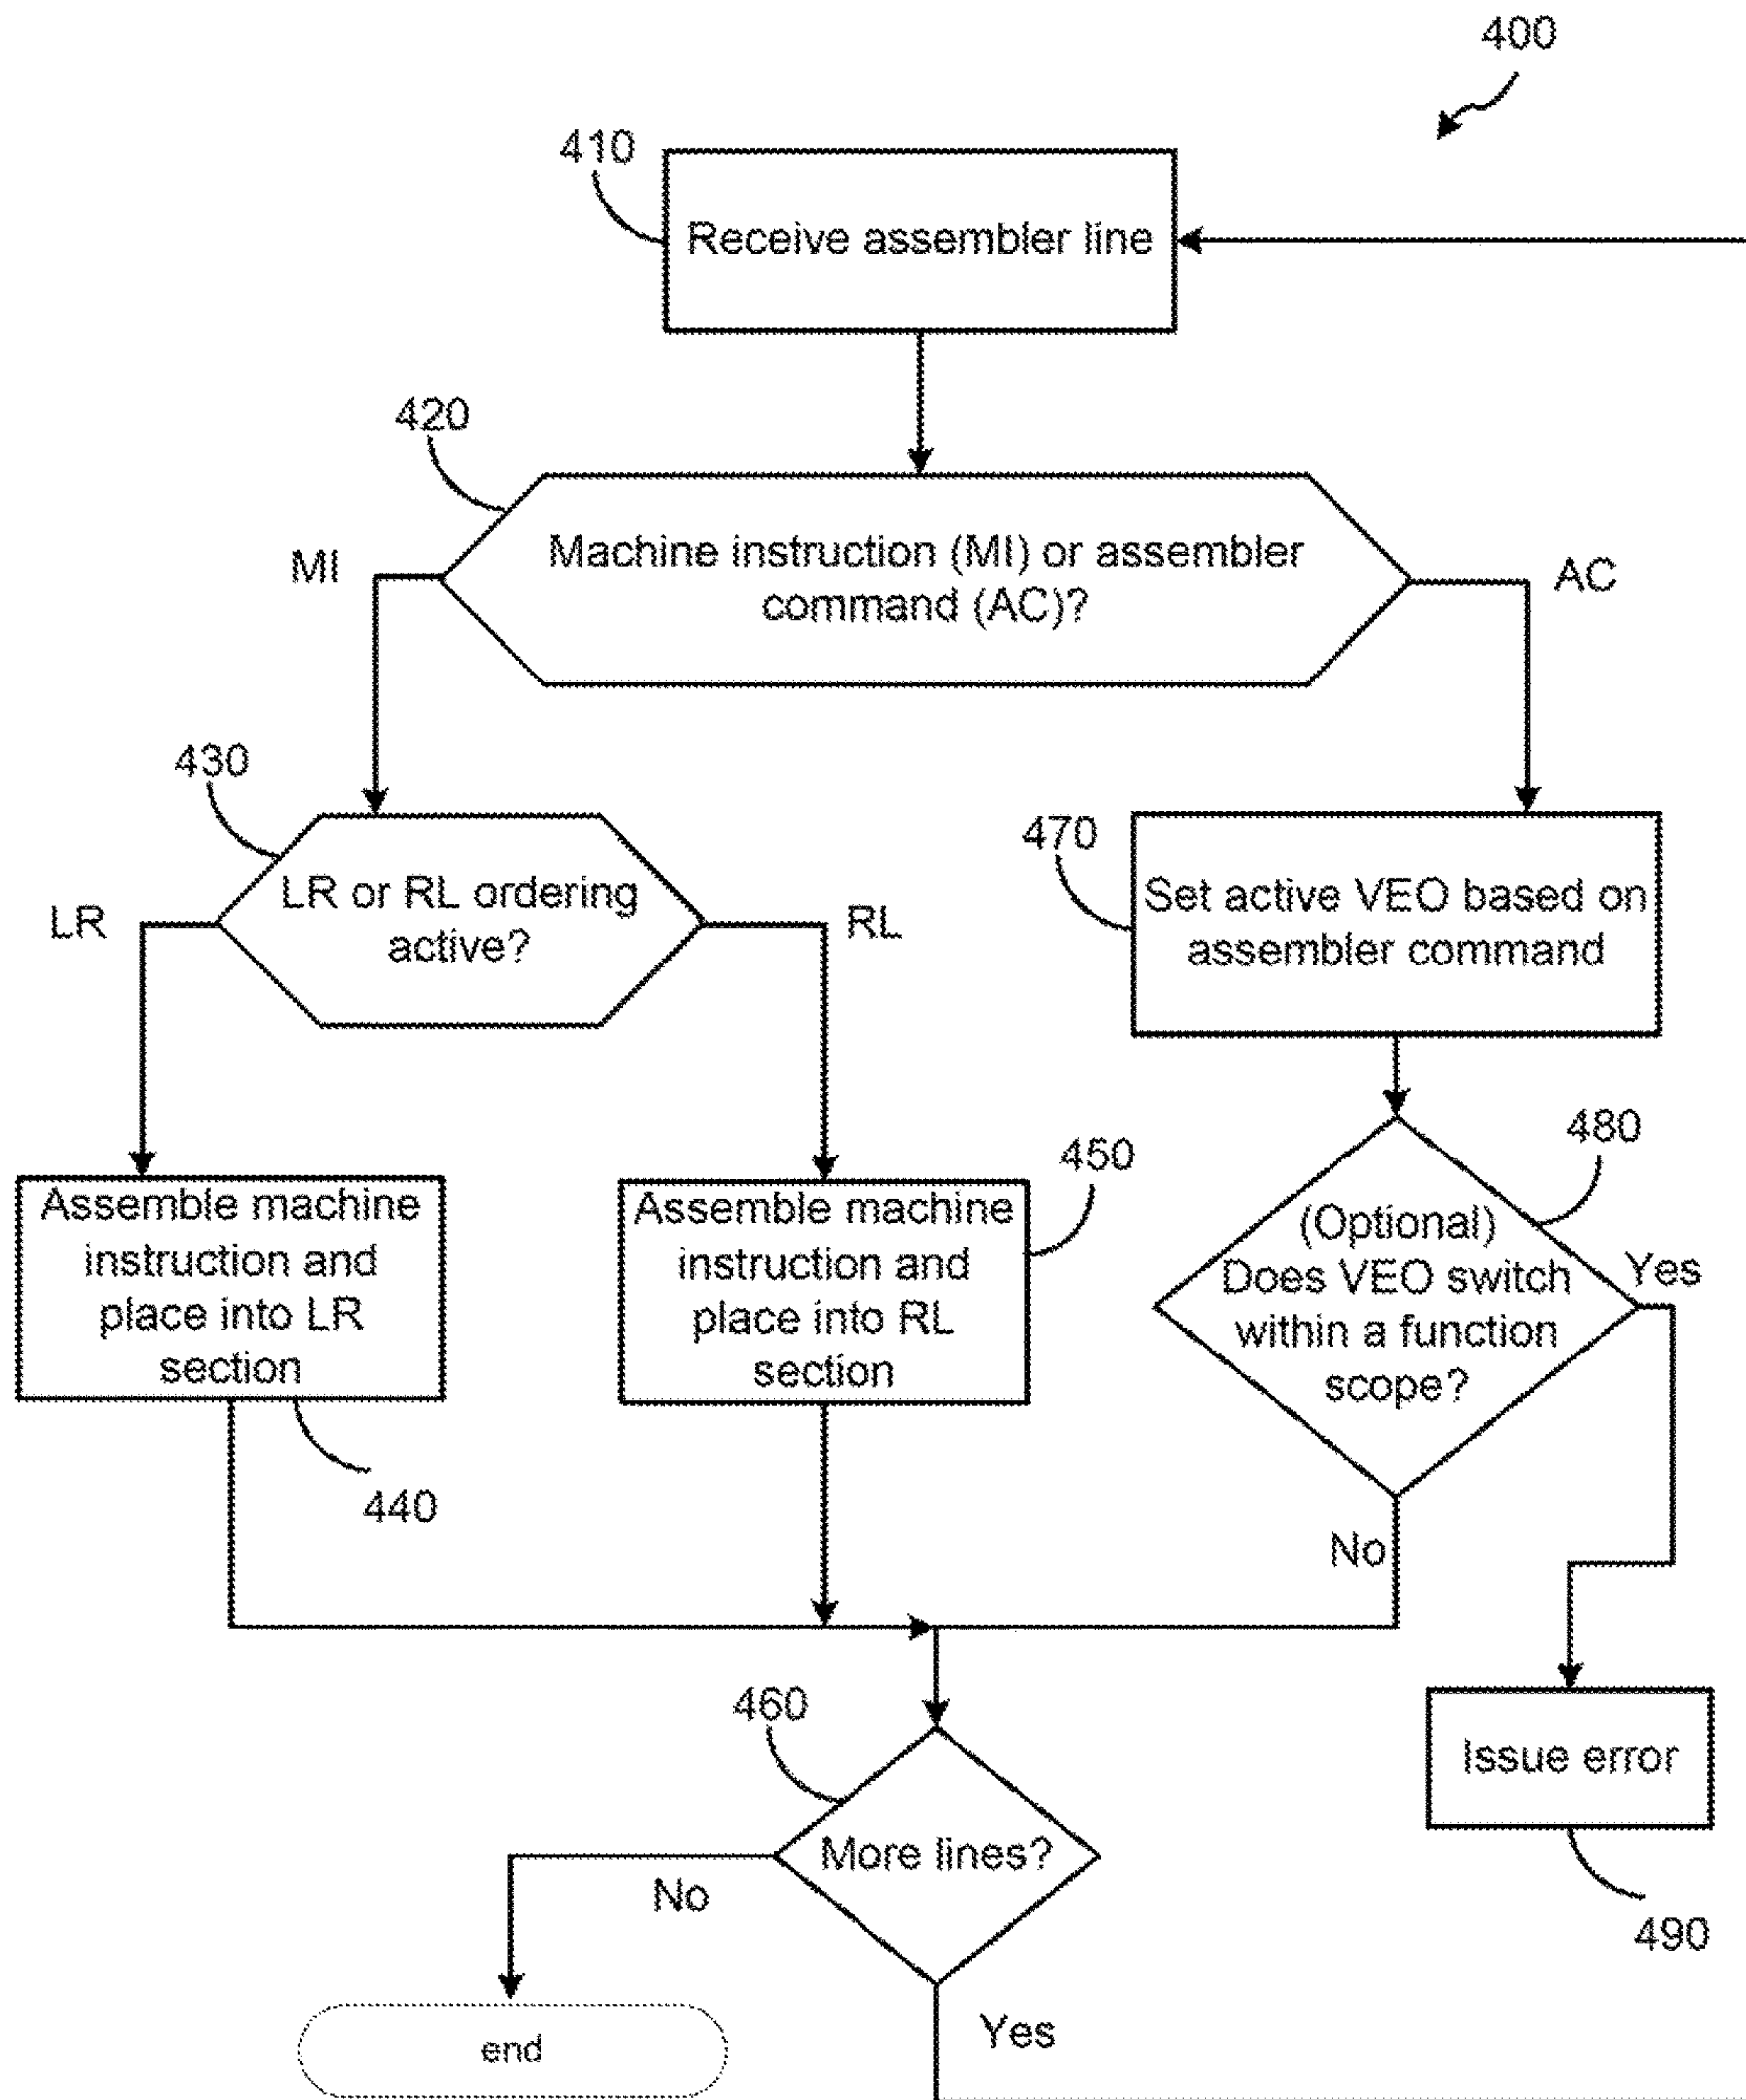 400
410
Receive assembler line
420
MI
Machine instruction (MI) or assembler
command (AC)?
AC
430
LR
LR or RL ordering
active?
RL
470
Set active VEO based on
assembler command
Assemble machine
instruction and
place into LR
section
440
Assemble machine
instruction and
place into RL
section
450
480
(Optional)
Does VEO switch
within a function
scope?
Yes
No
460
More lines?
No
Yes
end
Issue error
490